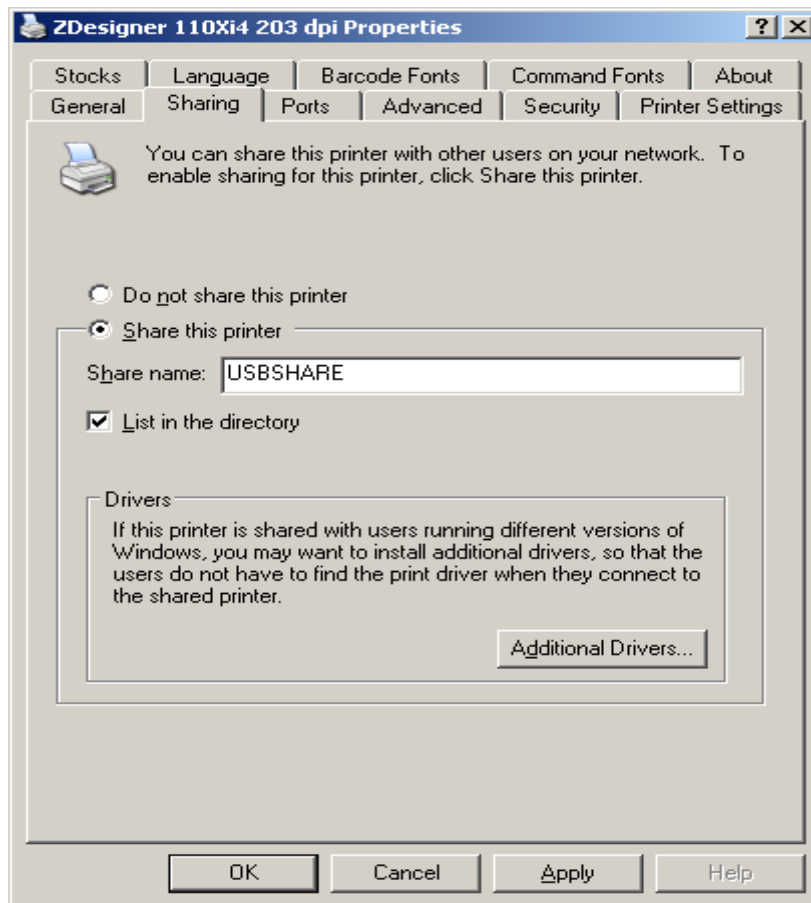 ZDesigner 110Xi4 203 dpi Properties
Stocks Language Barcode Fonts Command Fonts About
General Sharing Ports Advanced Security Printer Settings
You can share this printer with other users on your network. To
enable sharing for this printer, click Share this printer.
Do not share this printer
Share this printer
Share name: USBSHARE
List in the directory
Drivers
If this printer is shared with users running different versions of
Windows, you may want to install additional drivers, so that the
users do not have to find the print driver when they connect to
the shared printer.
Additional Drivers...
OK Cancel Apply Help